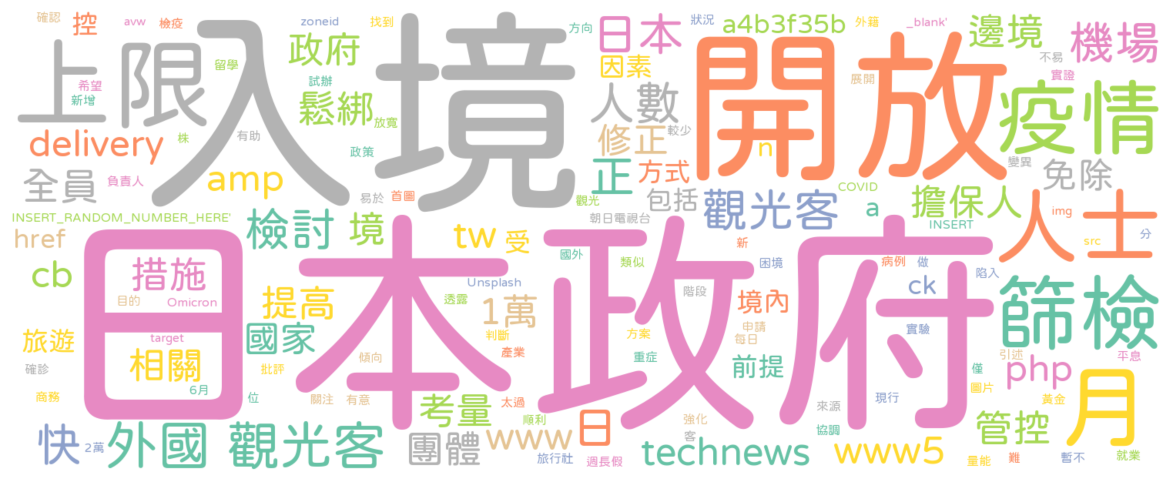 確認
控
avw
檢疫
zoneid
找到
方向
狀況
_blank'
外藉
不易
日本
a4b3f35b
邊境
機場
上限
入境
開放
政府
留學
希望
新增
試辦
因素
展開
實證
疫情
鬆綁
放寬
人數
株
有助
修正
較少
n
delivery
政策
正
方式
變異
免除
全員
負責人
amp
易於
首圖
觀光
包括
COVID
擔保人
INSERT_RANDOM_NUMBER_HERE'
朝日電視台
觀光客
a
INSERT
人士
img
href
檢討
境
tw
受
新
src
分
cb
措施
目的
Omicron
國外
類似
困境
病例
做
陷入
日本政府
Unsplash
透露
階段
境內
ck
篩檢
提高
1萬
申請
每日
實驗
旅遊
target
國家
判斷
方案
引述
平息
相關
傾向
產業
重症
前提
僅
php
確診
批評
6月
圖片
月
商務
位
關注
有意
太過
考量
順利
強化
來源
現行
黃金
協調
管控
快
2萬
外國
觀光客
團體
www
日
客
旅行社
週長假
technews
www5
量能
難
暫不
就業